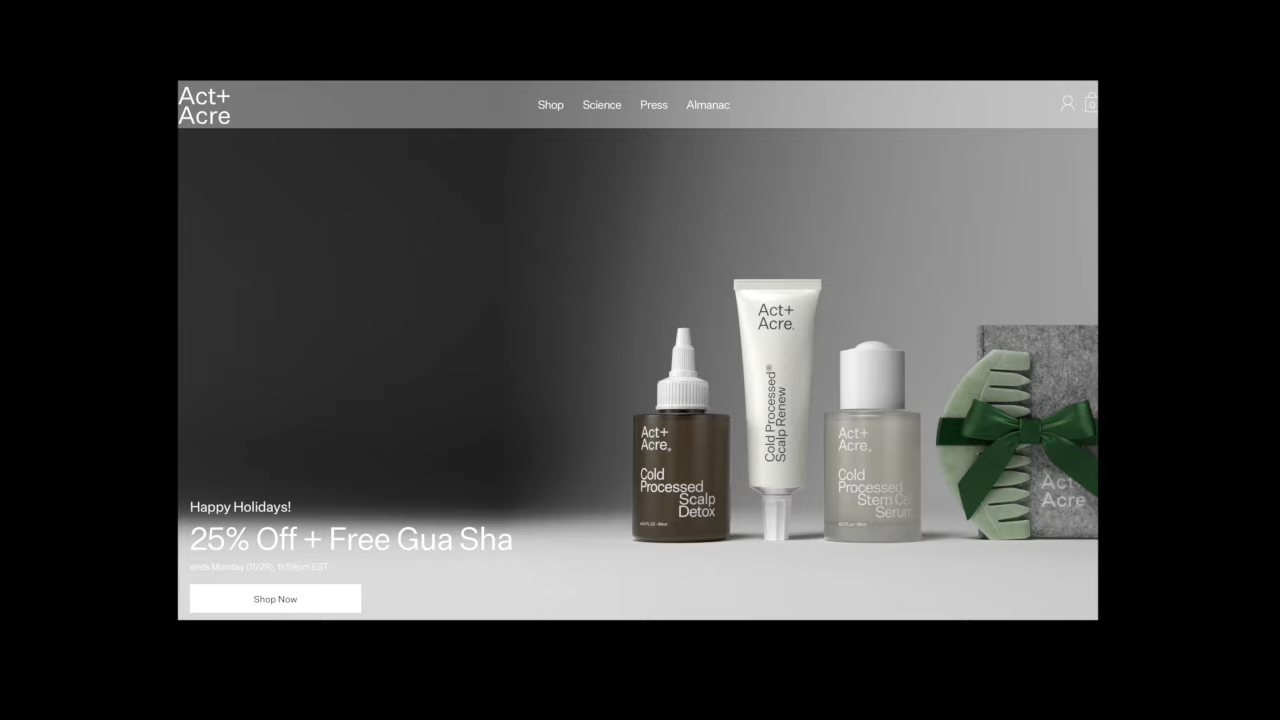 Act+
Acre
Shop Science Press Almanac
0
Act+
Acre
Cold Processed®
Scalp Renew
Act+
Acre
Cold
Processed
Scalp
Detox
Act+
Acre
Cold
Processed
Stem Cell
Serum
Act+
Acre
Happy Holidays!
25% Off + Free Gua Sha
ends Monday (11/29), 11:59pm EST
Shop Now